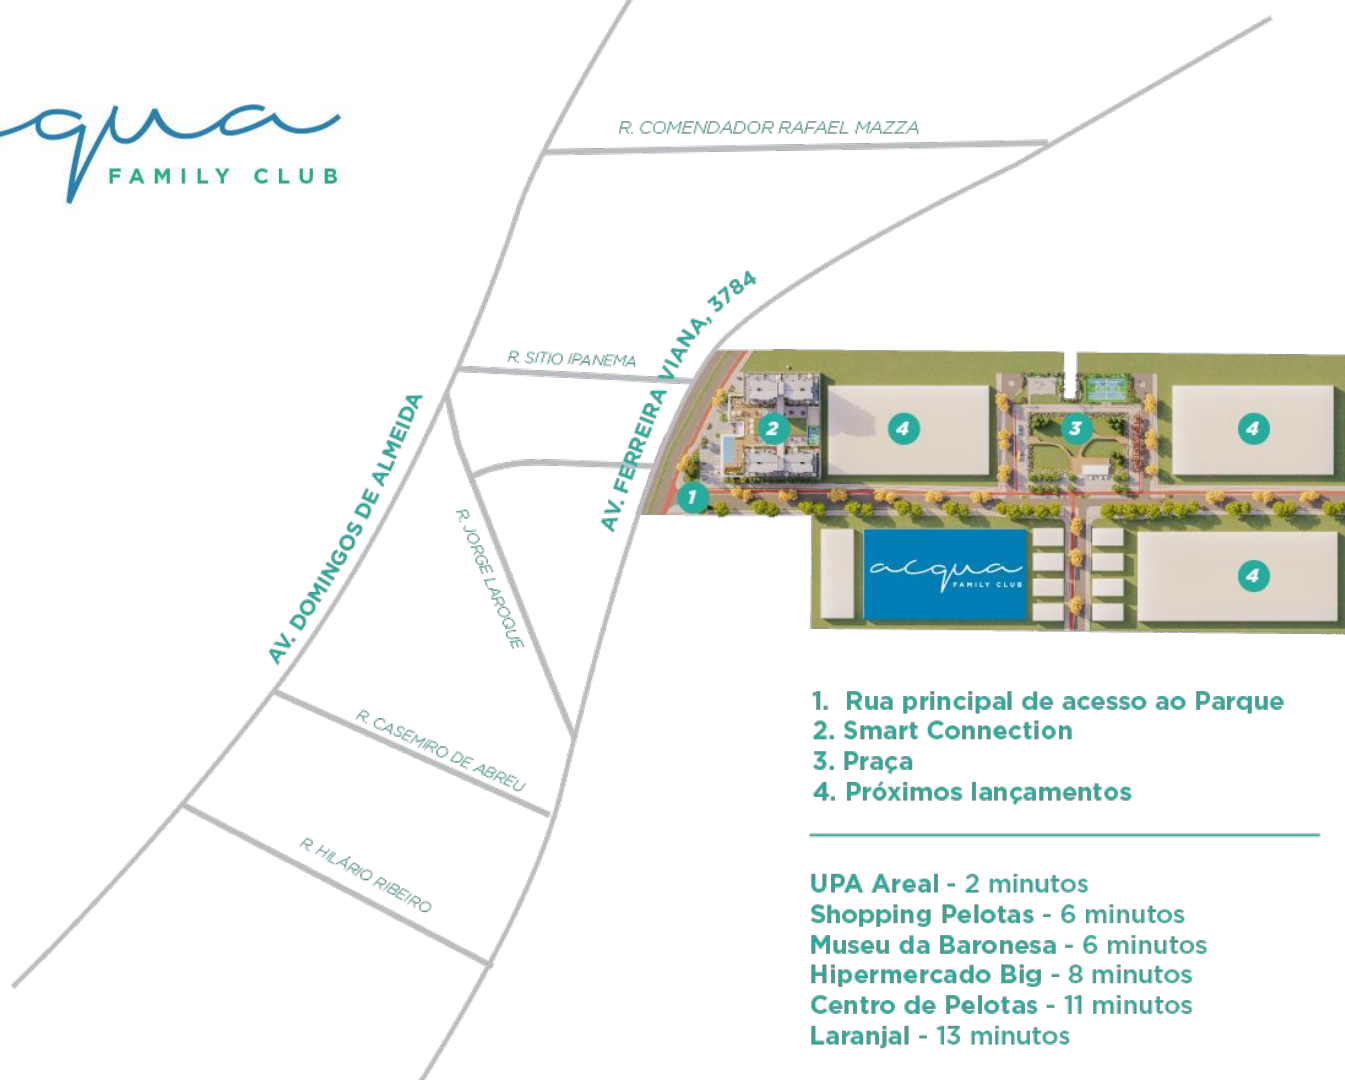 acqua
FAMILY CLUB
R. COMENDADOR RAFAEL MAZZA
AV. FERREIRA VIANA, 3784
R. SITIO IPANEMA
AV. DOMINGOS DE ALMEIDA
R. JORGE LAROQUE
R. CASEMIRO DE ABREU
R. HILÁRIO RIBEIRO
2
4
3
4
1
acqua
FAMILY CLUB
4
1. Rua principal de acesso ao Parque
2. Smart Connection
3. Praça
4. Próximos lançamentos
UPA Areal - 2 minutos
Shopping Pelotas - 6 minutos
Museu da Baronesa - 6 minutos
Hipermercado Big - 8 minutos
Centro de Pelotas - 11 minutos
Laranjal - 13 minutos